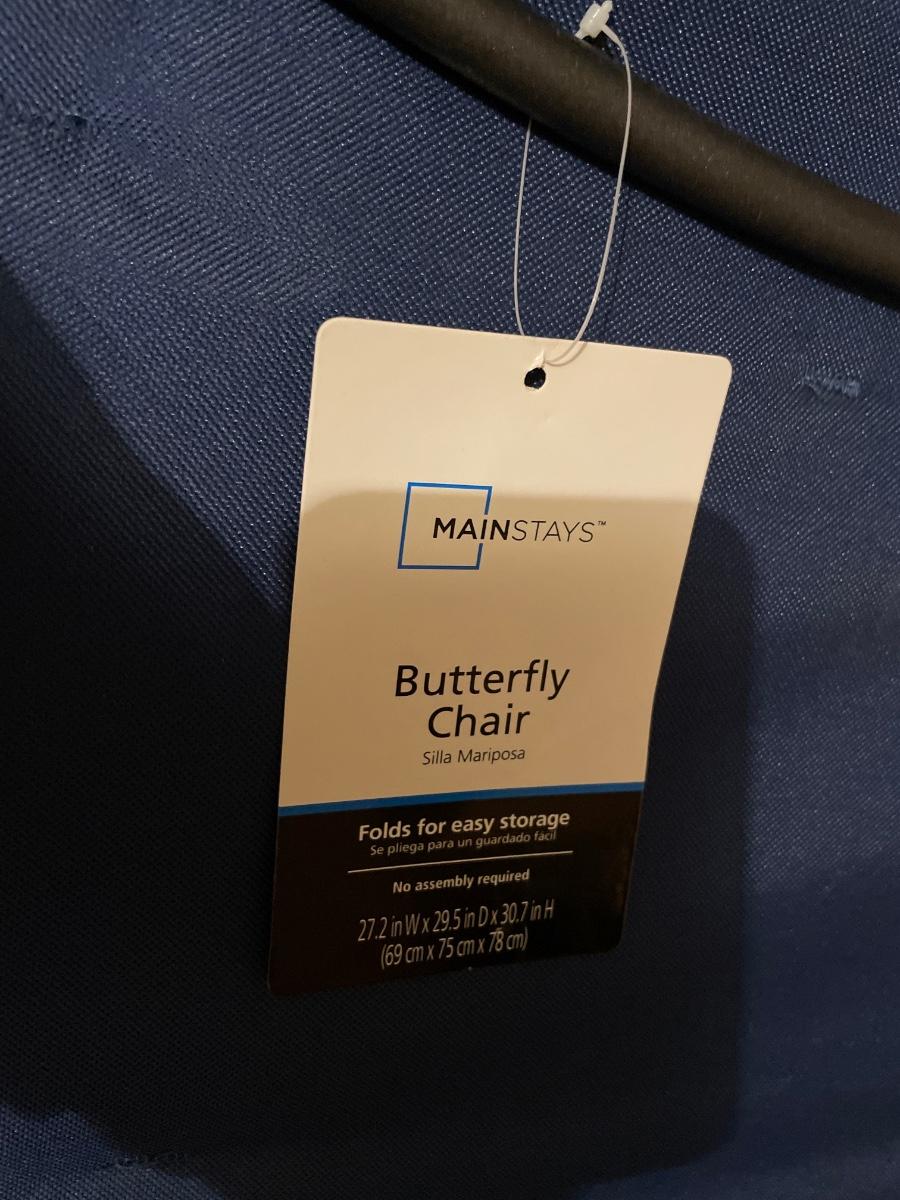 MAINSTAYS™
Butterfly
Chair
Silla Mariposa
Folds for easy storage
Se pliega para un guardado fácil
No assembly required
27.2 in W x 29.5 in D x 30.7 in H
(69 cm x 75 cm x 78 cm)